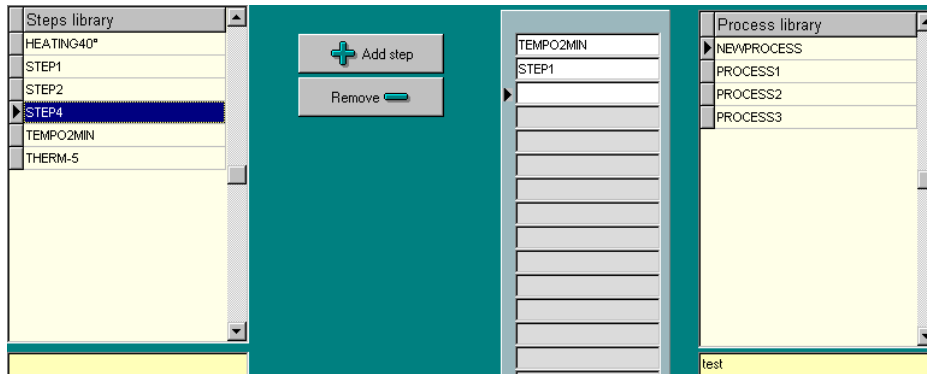 Steps library
HEATING40°
STEP1
STEP2
STEP4
TEMPO2MIN
THERM-5
Add step
Remove
TEMPO2MIN
STEP1
Process library
NEWPROCESS
PROCESS1
PROCESS2
PROCESS3
test